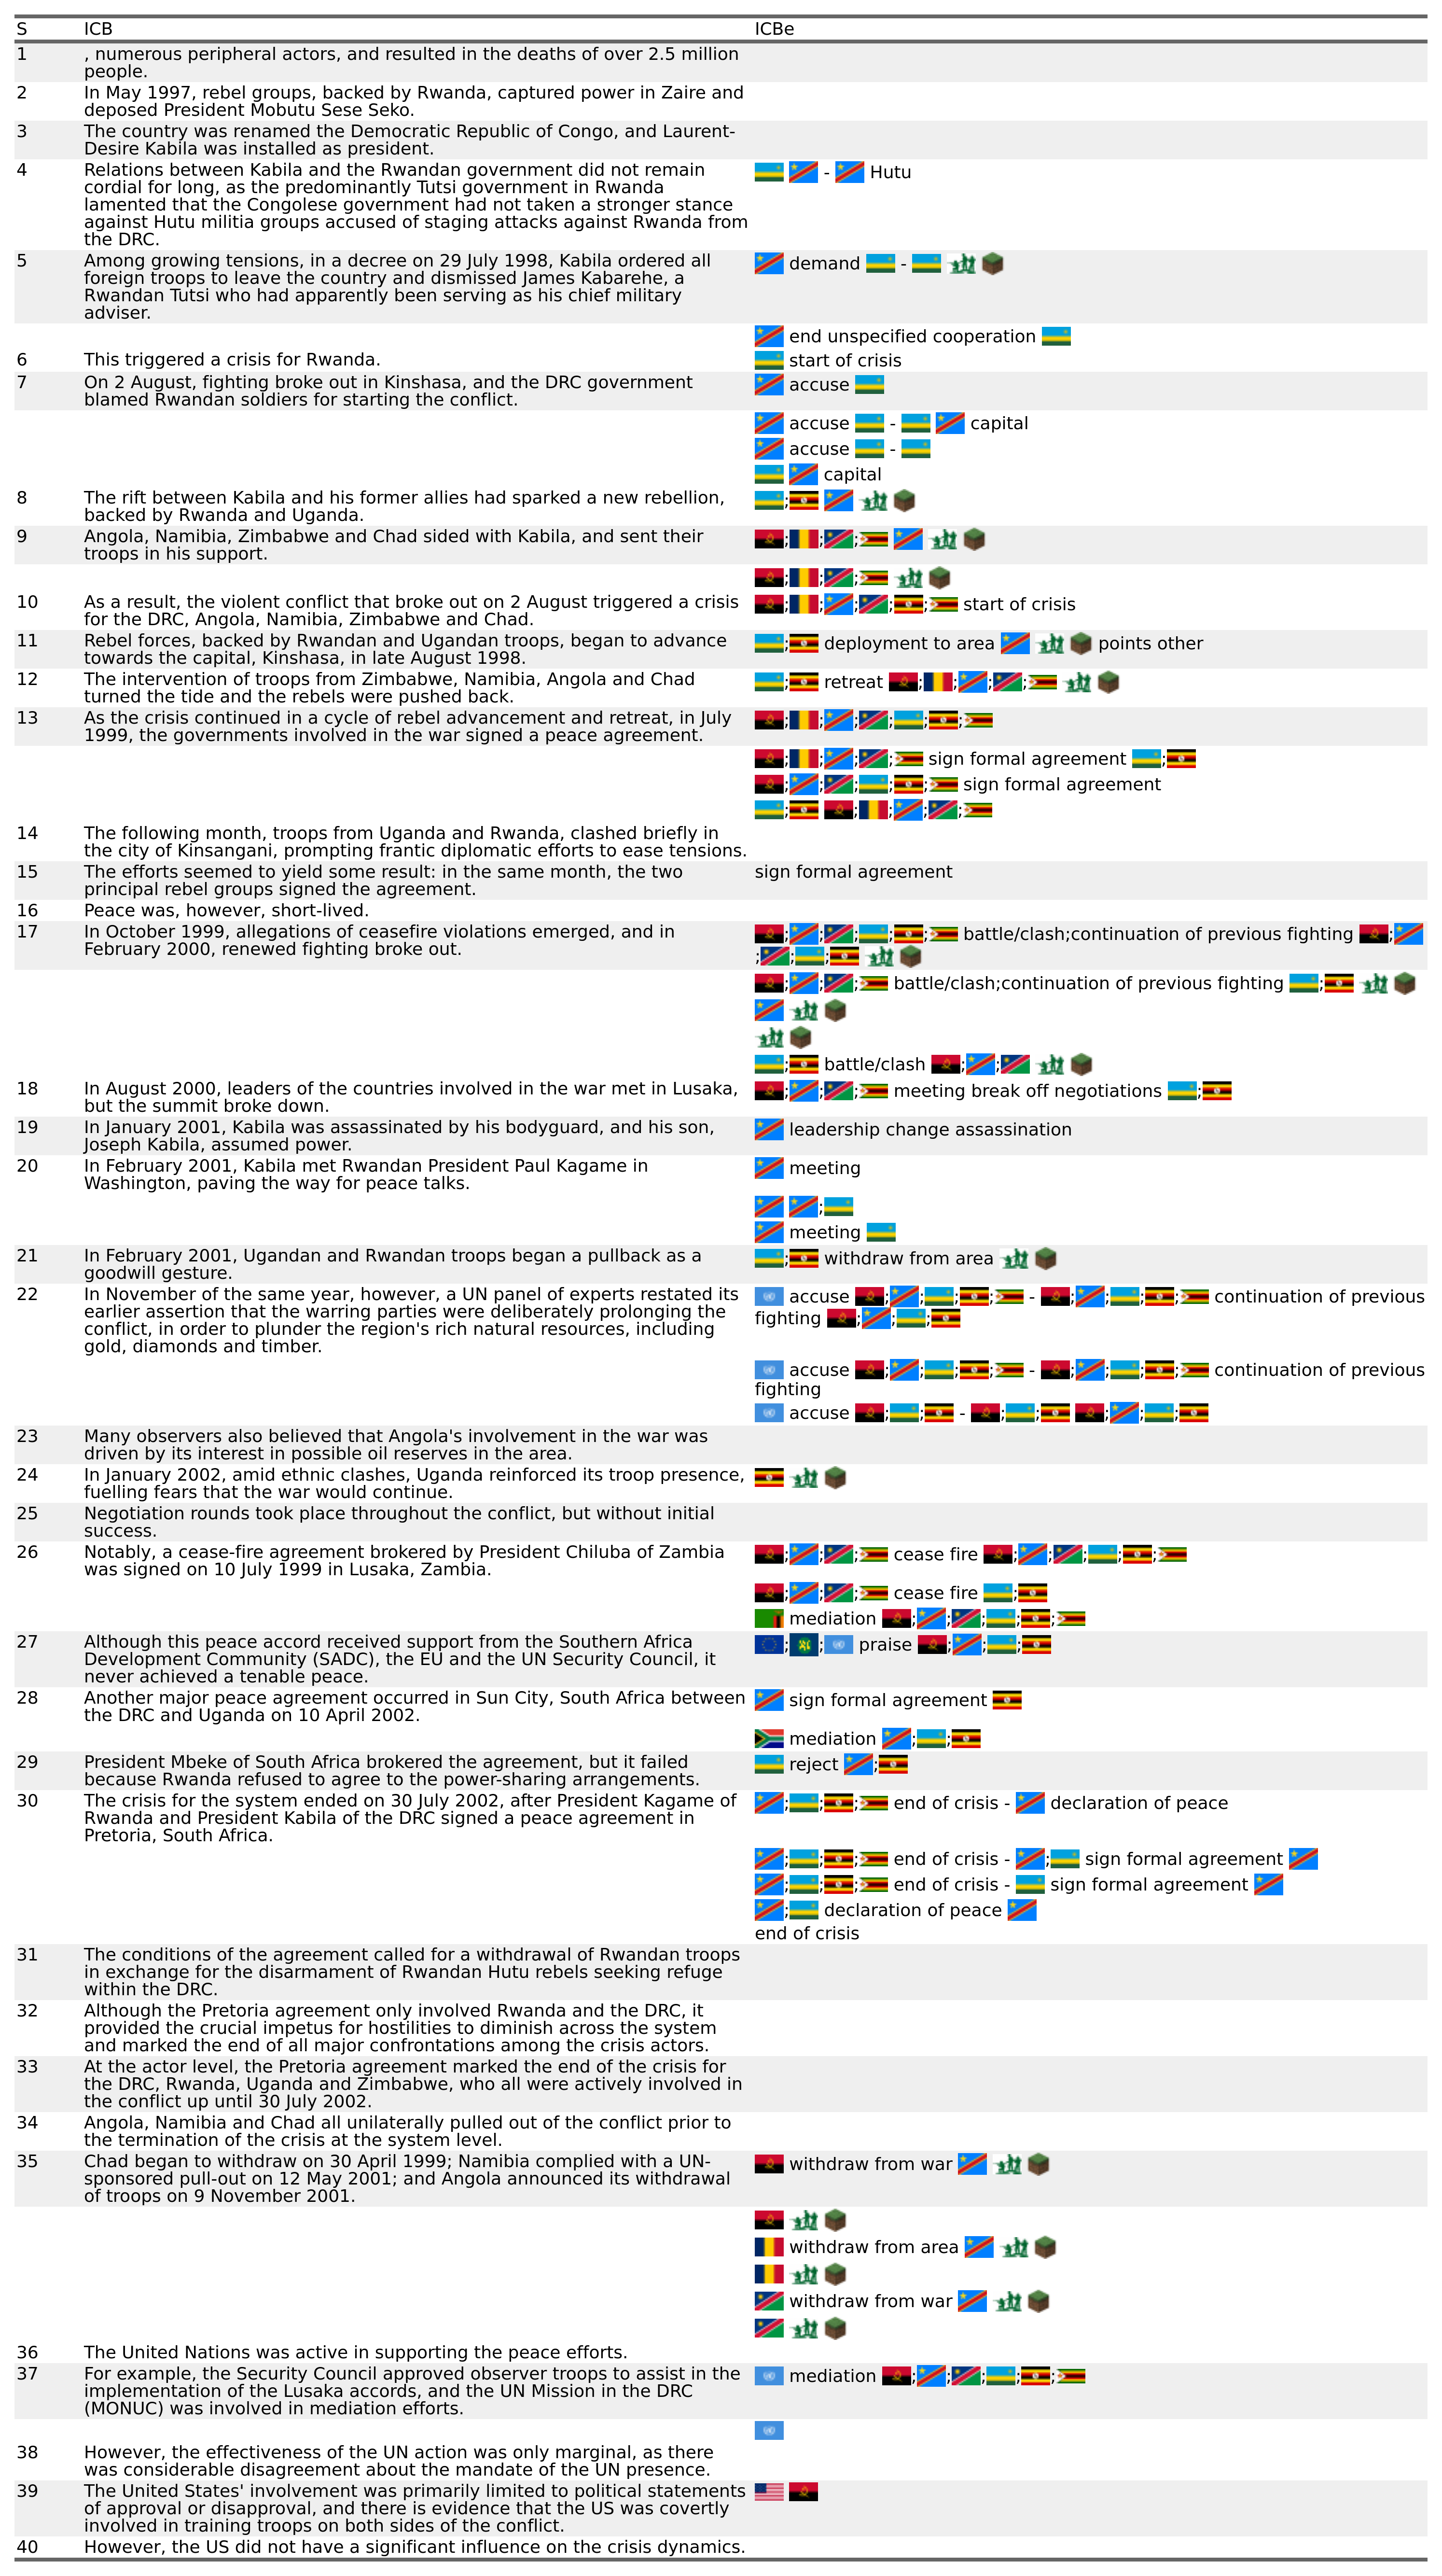 S ICB ICBe
1 , numerous peripheral actors, and resulted in the deaths of over 2.5 million
people.
2 In May 1997, rebel groups, backed by Rwanda, captured power in Zaire and
deposed President Mobutu Sese Seko.
3 The country was renamed the Democratic Republic of Congo, and Laurent-
Desire Kabila was installed as president.
4 Relations between Kabila and the Rwandan government did not remain - Hutu
cordial for long, as the predominantly Tutsi government in Rwanda
lamented that the Congolese government had not taken a stronger stance
against Hutu militia groups accused of staging attacks against Rwanda from
the DRC.
5 Among growing tensions, in a decree on 29 July 1998, Kabila ordered all demand -
foreign troops to leave the country and dismissed James Kabarehe, a
Rwandan Tutsi who had apparently been serving as his chief military
adviser.
end unspecified cooperation
6 This triggered a crisis for Rwanda. start of crisis
7 On 2 August, fighting broke out in Kinshasa, and the DRC government accuse
blamed Rwandan soldiers for starting the conflict.
accuse - capital
accuse -
capital
8 The rift between Kabila and his former allies had sparked a new rebellion, ;
backed by Rwanda and Uganda.
9 Angola, Namibia, Zimbabwe and Chad sided with Kabila, and sent their ; ; ;
troops in his support.
; ; ;
10 As a result, the violent conflict that broke out on 2 August triggered a crisis ; ; ; ; ; start of crisis
for the DRC, Angola, Namibia, Zimbabwe and Chad.
11 Rebel forces, backed by Rwandan and Ugandan troops, began to advance ; deployment to area points other
towards the capital, Kinshasa, in late August 1998.
12 The intervention of troops from Zimbabwe, Namibia, Angola and Chad ; retreat ; ; ; ;
turned the tide and the rebels were pushed back.
13 As the crisis continued in a cycle of rebel advancement and retreat, in July ; ; ; ; ; ;
1999, the governments involved in the war signed a peace agreement.
; ; ; ; sign formal agreement ;
; ; ; ; ; sign formal agreement
; ; ; ; ;
14 The following month, troops from Uganda and Rwanda, clashed briefly in
the city of Kinsangani, prompting frantic diplomatic efforts to ease tensions.
15 The efforts seemed to yield some result: in the same month, the two sign formal agreement
principal rebel groups signed the agreement.
16 Peace was, however, short-lived.
17 In October 1999, allegations of ceasefire violations emerged, and in ; ; ; ; ; battle/clash;continuation of previous fighting ;
February 2000, renewed fighting broke out. ; ; ;
; ; ; battle/clash;continuation of previous fighting ;
; battle/clash ; ;
18 In August 2000, leaders of the countries involved in the war met in Lusaka, ; ; ; meeting break off negotiations ;
but the summit broke down.
19 In January 2001, Kabila was assassinated by his bodyguard, and his son, leadership change assassination
Joseph Kabila, assumed power.
20 In February 2001, Kabila met Rwandan President Paul Kagame in meeting
Washington, paving the way for peace talks.
;
meeting
21 In February 2001, Ugandan and Rwandan troops began a pullback as a ; withdraw from area
goodwill gesture.
22 In November of the same year, however, a UN panel of experts restated its accuse ; ; ; ; - ; ; ; ; continuation of previous
earlier assertion that the warring parties were deliberately prolonging the fighting ; ; ;
conflict, in order to plunder the region's rich natural resources, including
gold, diamonds and timber.
accuse ; ; ; ; - ; ; ; ; continuation of previous
fighting
accuse ; ; - ; ; ; ; ;
23 Many observers also believed that Angola's involvement in the war was
driven by its interest in possible oil reserves in the area.
24 In January 2002, amid ethnic clashes, Uganda reinforced its troop presence,
fuelling fears that the war would continue.
25 Negotiation rounds took place throughout the conflict, but without initial
success.
26 Notably, a cease-fire agreement brokered by President Chiluba of Zambia ; ; ; cease fire ; ; ; ; ;
was signed on 10 July 1999 in Lusaka, Zambia.
; ; ; cease fire ;
mediation ; ; ; ; ;
27 Although this peace accord received support from the Southern Africa ; ; praise ; ; ;
Development Community (SADC), the EU and the UN Security Council, it
never achieved a tenable peace.
28 Another major peace agreement occurred in Sun City, South Africa between sign formal agreement
the DRC and Uganda on 10 April 2002.
mediation ; ;
29 President Mbeke of South Africa brokered the agreement, but it failed reject ;
because Rwanda refused to agree to the power-sharing arrangements.
30 The crisis for the system ended on 30 July 2002, after President Kagame of ; ; ; end of crisis - declaration of peace
Rwanda and President Kabila of the DRC signed a peace agreement in
Pretoria, South Africa.
; ; ; end of crisis - ; sign formal agreement
; ; ; end of crisis - sign formal agreement
; declaration of peace
end of crisis
31 The conditions of the agreement called for a withdrawal of Rwandan troops
in exchange for the disarmament of Rwandan Hutu rebels seeking refuge
within the DRC.
32 Although the Pretoria agreement only involved Rwanda and the DRC, it
provided the crucial impetus for hostilities to diminish across the system
and marked the end of all major confrontations among the crisis actors.
33 At the actor level, the Pretoria agreement marked the end of the crisis for
the DRC, Rwanda, Uganda and Zimbabwe, who all were actively involved in
the conflict up until 30 July 2002.
34 Angola, Namibia and Chad all unilaterally pulled out of the conflict prior to
the termination of the crisis at the system level.
35 Chad began to withdraw on 30 April 1999; Namibia complied with a UN- withdraw from war
sponsored pull-out on 12 May 2001; and Angola announced its withdrawal
of troops on 9 November 2001.
withdraw from area
withdraw from war
36 The United Nations was active in supporting the peace efforts.
37 For example, the Security Council approved observer troops to assist in the mediation ; ; ; ; ;
implementation of the Lusaka accords, and the UN Mission in the DRC
(MONUC) was involved in mediation efforts.
38 However, the effectiveness of the UN action was only marginal, as there
was considerable disagreement about the mandate of the UN presence.
39 The United States' involvement was primarily limited to political statements
of approval or disapproval, and there is evidence that the US was covertly
involved in training troops on both sides of the conflict.
40 However, the US did not have a significant influence on the crisis dynamics.